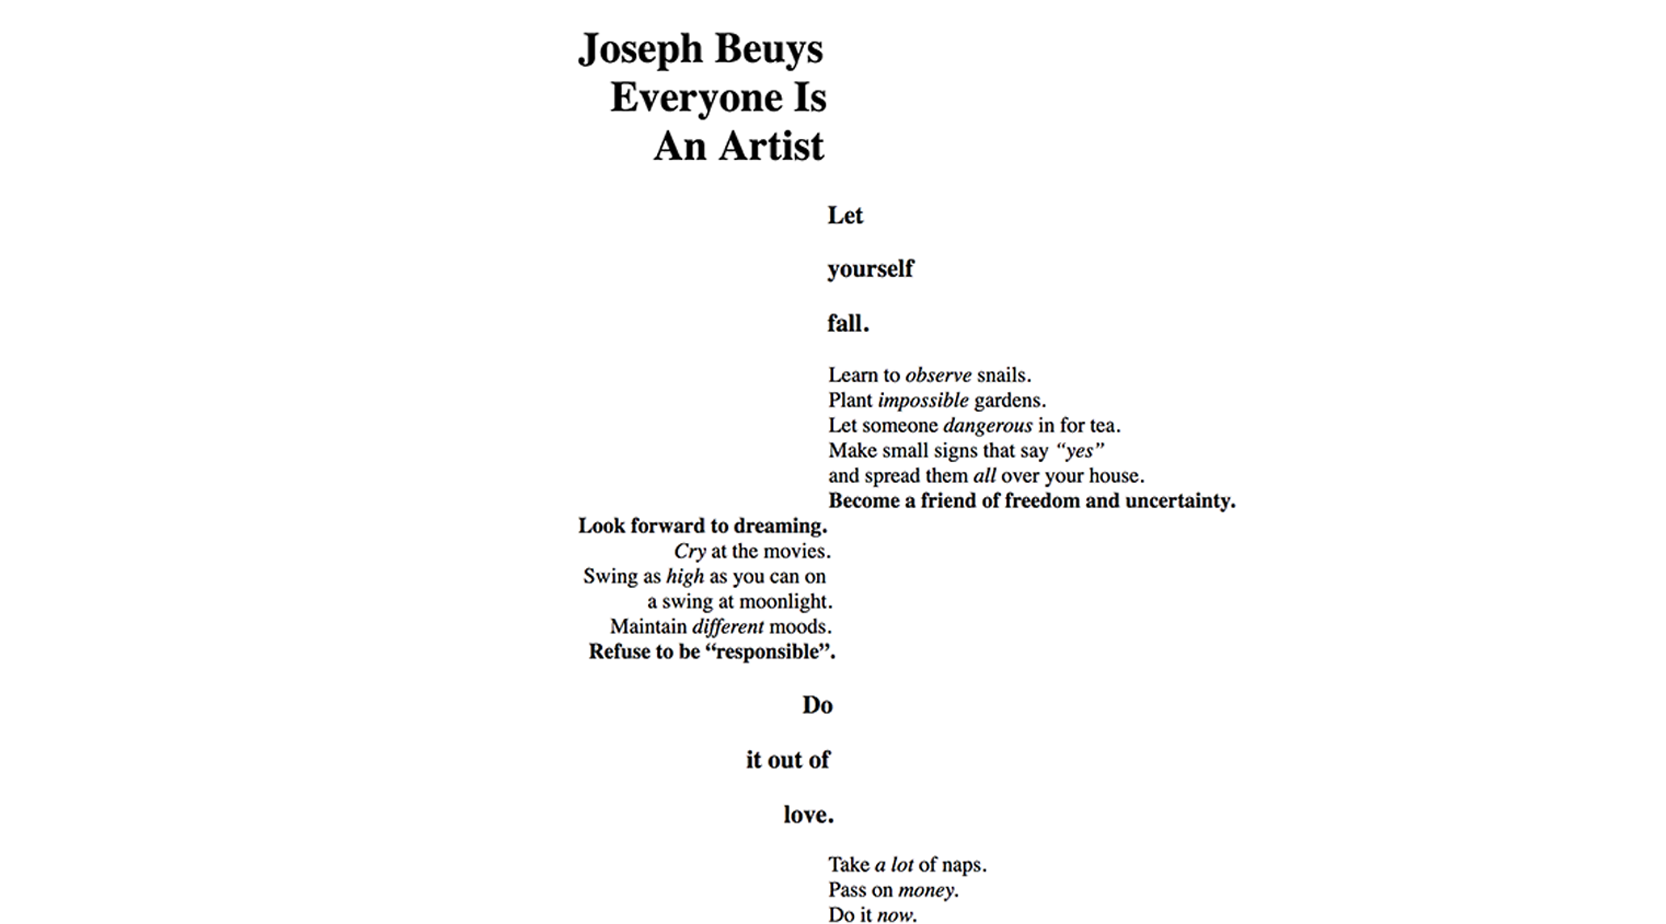 Joseph Beuys
Everyone Is
An Artist
Let
yourself
fall.
Learn to observe snails.
Plant impossible gardens.
Let someone dangerous in for tea.
Make small signs that say “yes”
and spread them all over your house.
Become a friend of freedom and uncertainty.
Look forward to dreaming.
Cry at the movies.
Swing as high as you can on
a swing at moonlight.
Maintain different moods.
Refuse to be “responsible”.
Do
it out of
love.
Take a lot of naps.
Pass on money.
Do it now.